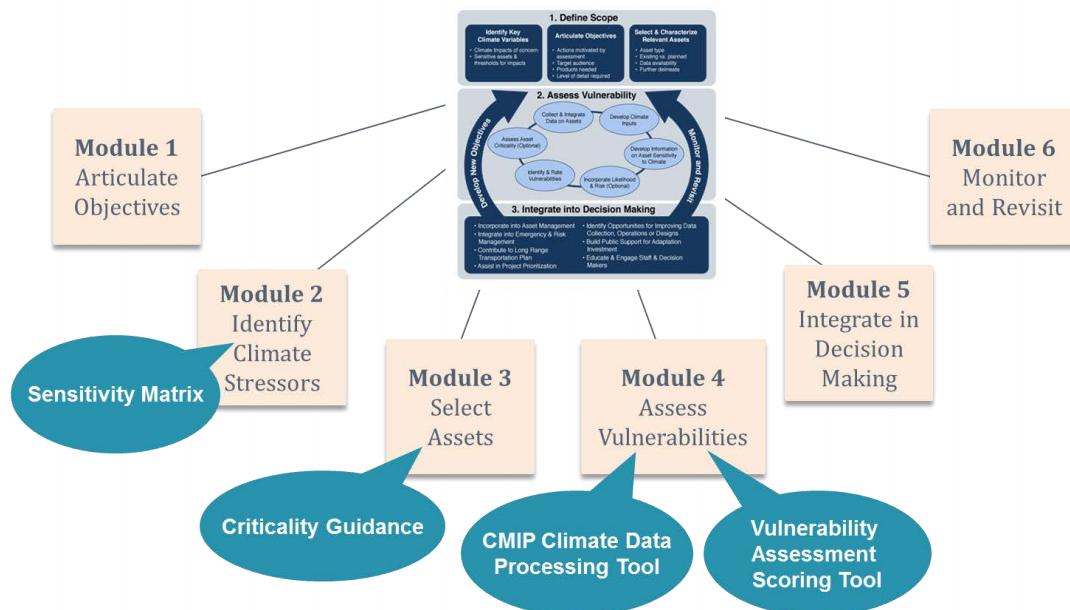 1. Define Scope
Identify Key
Climate Variables
• Climate Impacts of concern
• Sensitive assets &
thresholds for impacts
Articulate Objectives
• Actions motivated by
assessment
• Target audience
• Products needed
• Level of detail required
Select & Characterize
Relevant Assets
• Asset type
• Existing vs. planned
• Data availability
• Further delineate
2. Assess Vulnerability
Collect & Integrate
Data on Assets
Develop Climate
Inputs
Assess Asset
Criticality (Optional)
Develop Information
on Asset Sensitivity
to Climate
Identify & Rate
Vulnerabilities
Incorporate Likelihood
& Risk (Optional)
Develop New Objectives
Monitor and Revisit
3. Integrate into Decision Making
• Incorporate into Asset Management
• Integrate into Emergency & Risk
Management
• Contribute to Long Range
Transportation Plan
• Assist in Project Prioritization
• Identify Opportunities for Improving Data
Collection, Operations or Designs
• Build Public Support for Adaptation
Investment
• Educate & Engage Staff & Decision
Makers
Module 1
Articulate
Objectives
Module 2
Identify
Climate
Stressors
Sensitivity Matrix
Module 3
Select
Assets
Criticality Guidance
Module 4
Assess
Vulnerabilities
CMIP Climate Data
Processing Tool
Vulnerability
Assessment
Scoring Tool
Module 5
Integrate in
Decision
Making
Module 6
Monitor
and Revisit